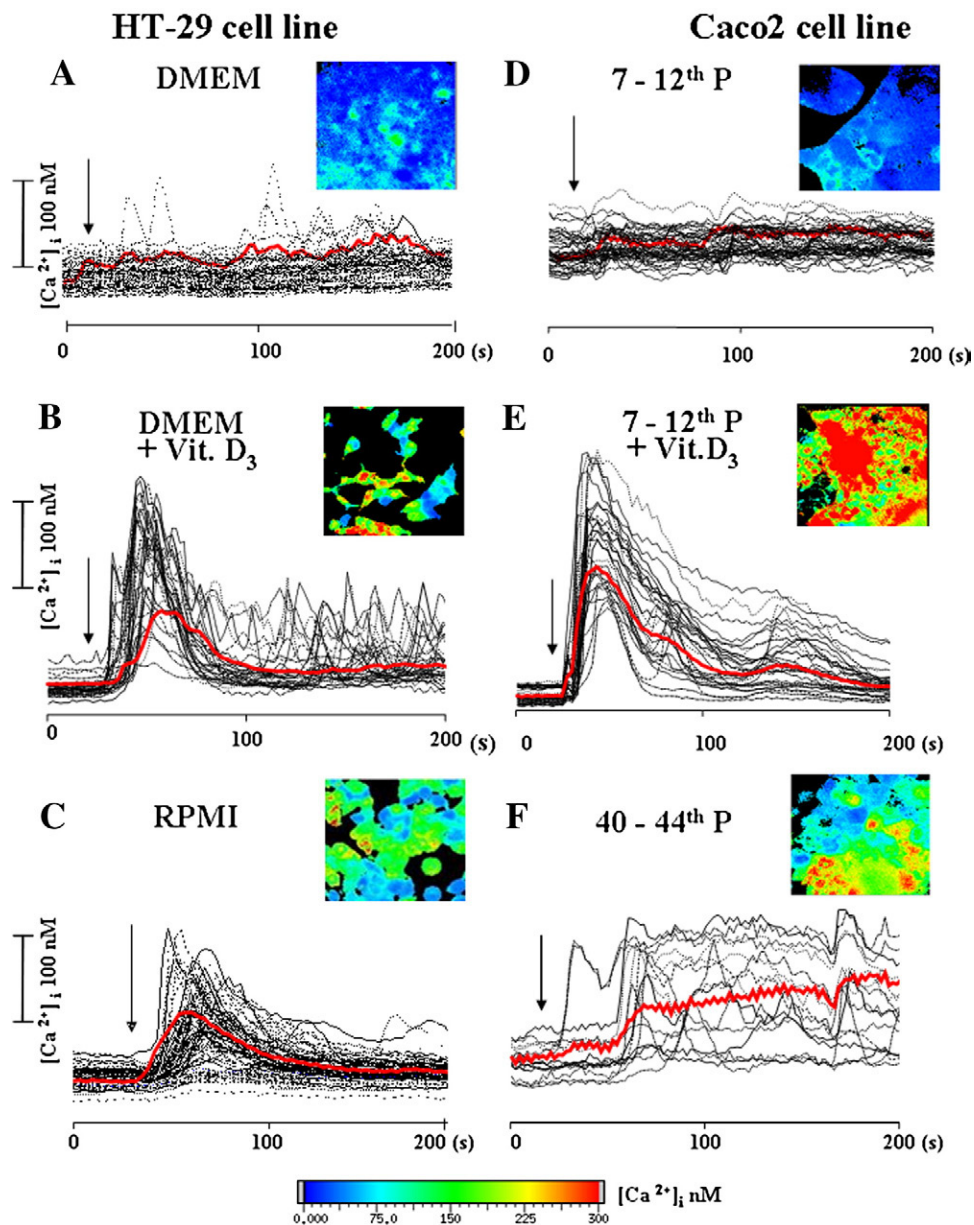 HT-29 cell line
Caco2 cell line
A
DMEM
D
7 - 12th P
[Ca 2+] i 100 nM
0
100
200 (s)
0
100
200 (s)
B
DMEM
+ Vit. D3
E
7 - 12th P
+ Vit.D3
[Ca 2+] i 100 nM
0
100
200 (s)
0
100
200 (s)
C
RPMI
F
40 - 44th P
[Ca 2+] i 100 nM
0
100
200 (s)
0
100
200 (s)
0.000
75.0
150
225
300
[Ca 2+] i nM